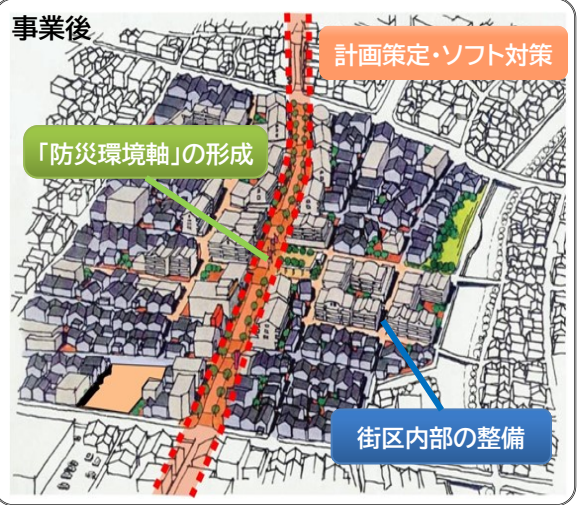 事業後
計画策定・ソフト対策
「防災環境軸」の形成
街区内部の整備